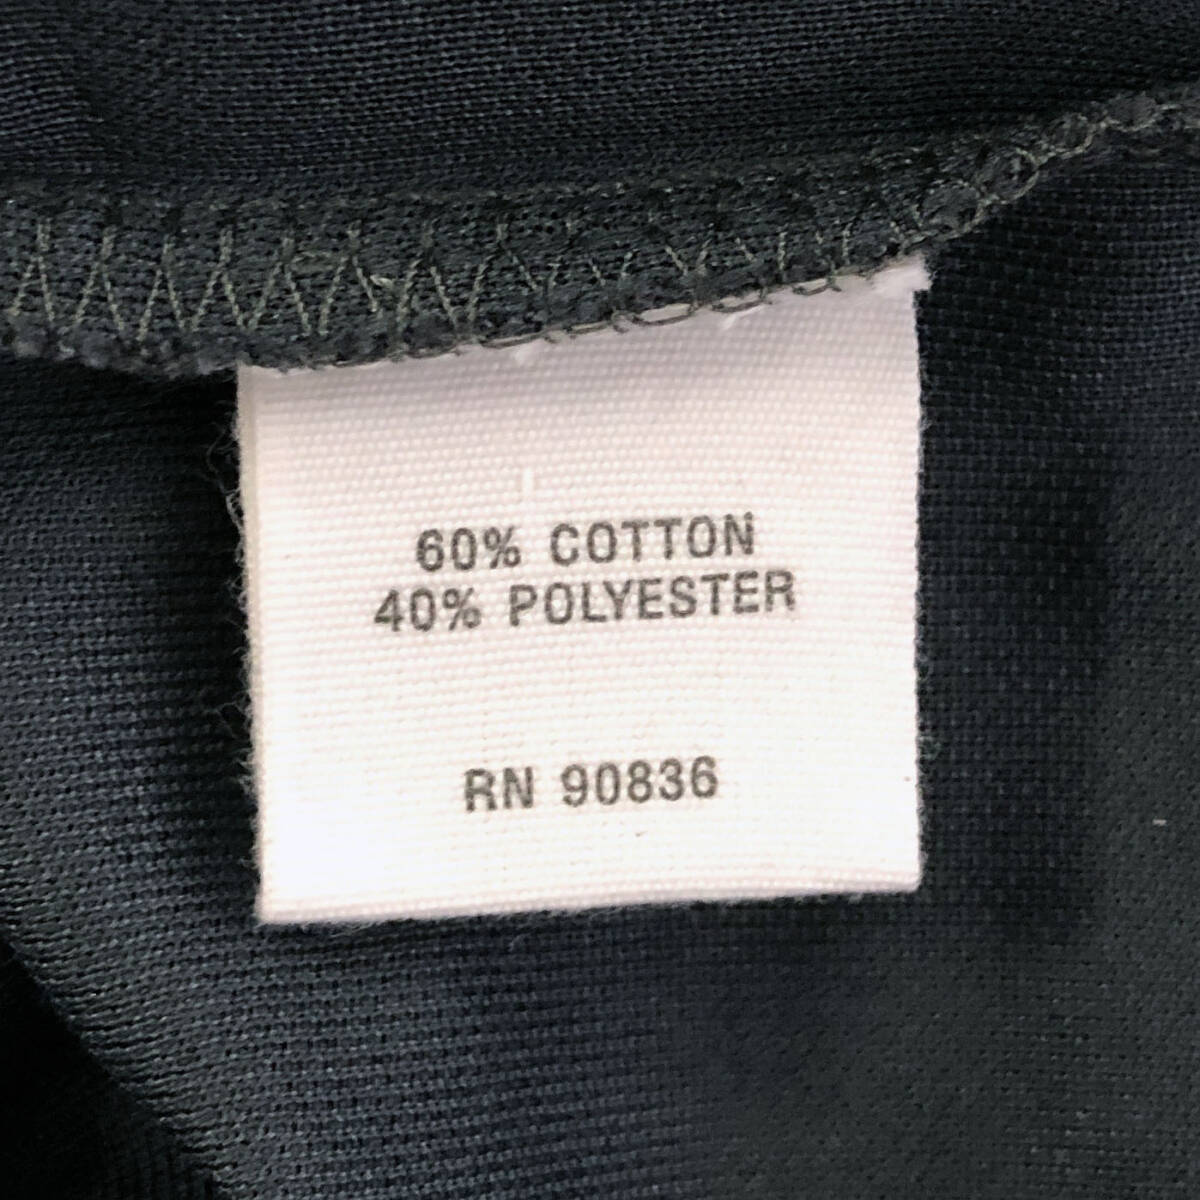 60% COTTON
40% POLYESTER
RN 90836